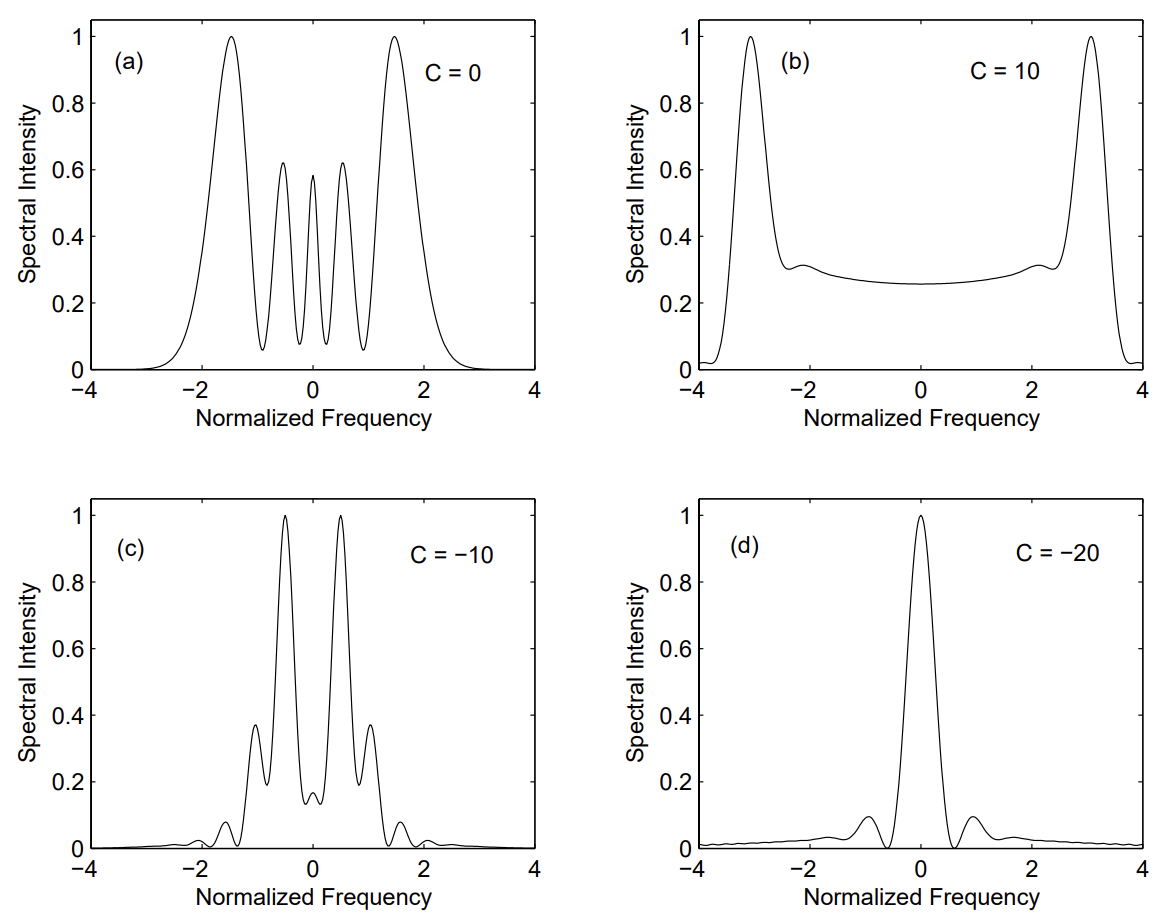 (a)
C = 0
Spectral Intensity
1
0.8
0.6
0.4
0.2
0
−4
−2
0
2
4
Normalized Frequency
(b)
C = 10
Spectral Intensity
1
0.8
0.6
0.4
0.2
0
−4
−2
0
2
4
Normalized Frequency
(c)
C = −10
Spectral Intensity
1
0.8
0.6
0.4
0.2
0
−4
−2
0
2
4
Normalized Frequency
(d)
C = −20
Spectral Intensity
1
0.8
0.6
0.4
0.2
0
−4
−2
0
2
4
Normalized Frequency